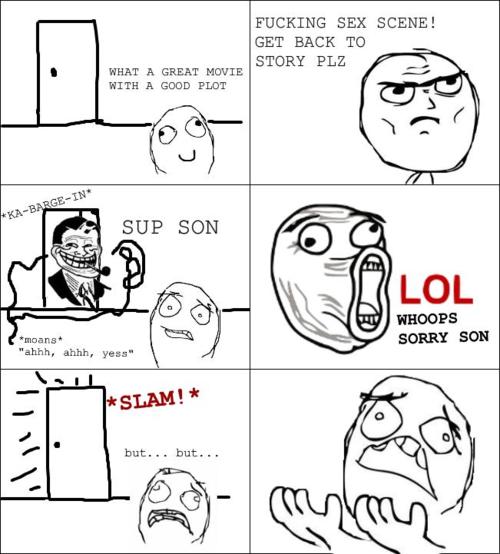 WHAT A GREAT MOVIE
WITH A GOOD PLOT
FUCKING SEX SCENE!
GET BACK TO
STORY PLZ
*KA-BARGE-IN*
SUP SON
*moans*
"ahhh, ahhh, yess"
LOL
WHOOPS
SORRY SON
*SLAM!*
but... but...